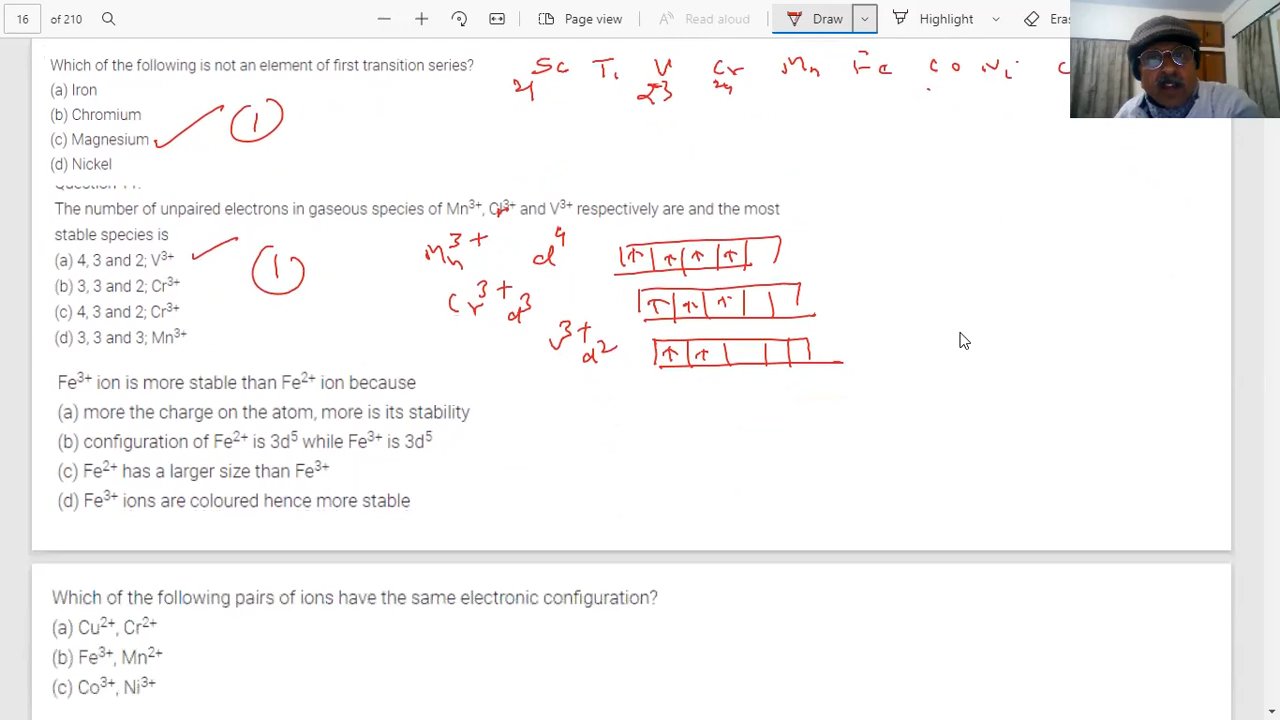 16 of 210 Page view Read aloud Draw Highlight
Which of the following is not an element of first transition series?
Sc Ti V Cr Mn Fe Co Ni C
21 23 24
(a) Iron
(b) Chromium
(c) Magnesium
1
(d) Nickel
The number of unpaired electrons in gaseous species of Mn³⁺, Cr³⁺ and V³⁺ respectively are and the most
stable species is
(a) 4, 3 and 2; V³⁺
1
(b) 3, 3 and 2; Cr³⁺
(c) 4, 3 and 2; Cr³⁺
(d) 3, 3 and 3; Mn³⁺
Mn³⁺ d⁴
Cr³⁺ d³
V³⁺ d²
Fe³⁺ ion is more stable than Fe²⁺ ion because
(a) more the charge on the atom, more is its stability
(b) configuration of Fe²⁺ is 3d⁵ while Fe³⁺ is 3d⁵
(c) Fe²⁺ has a larger size than Fe³⁺
(d) Fe³⁺ ions are coloured hence more stable
Which of the following pairs of ions have the same electronic configuration?
(a) Cu²⁺, Cr²⁺
(b) Fe³⁺, Mn²⁺
(c) Co³⁺, Ni³⁺